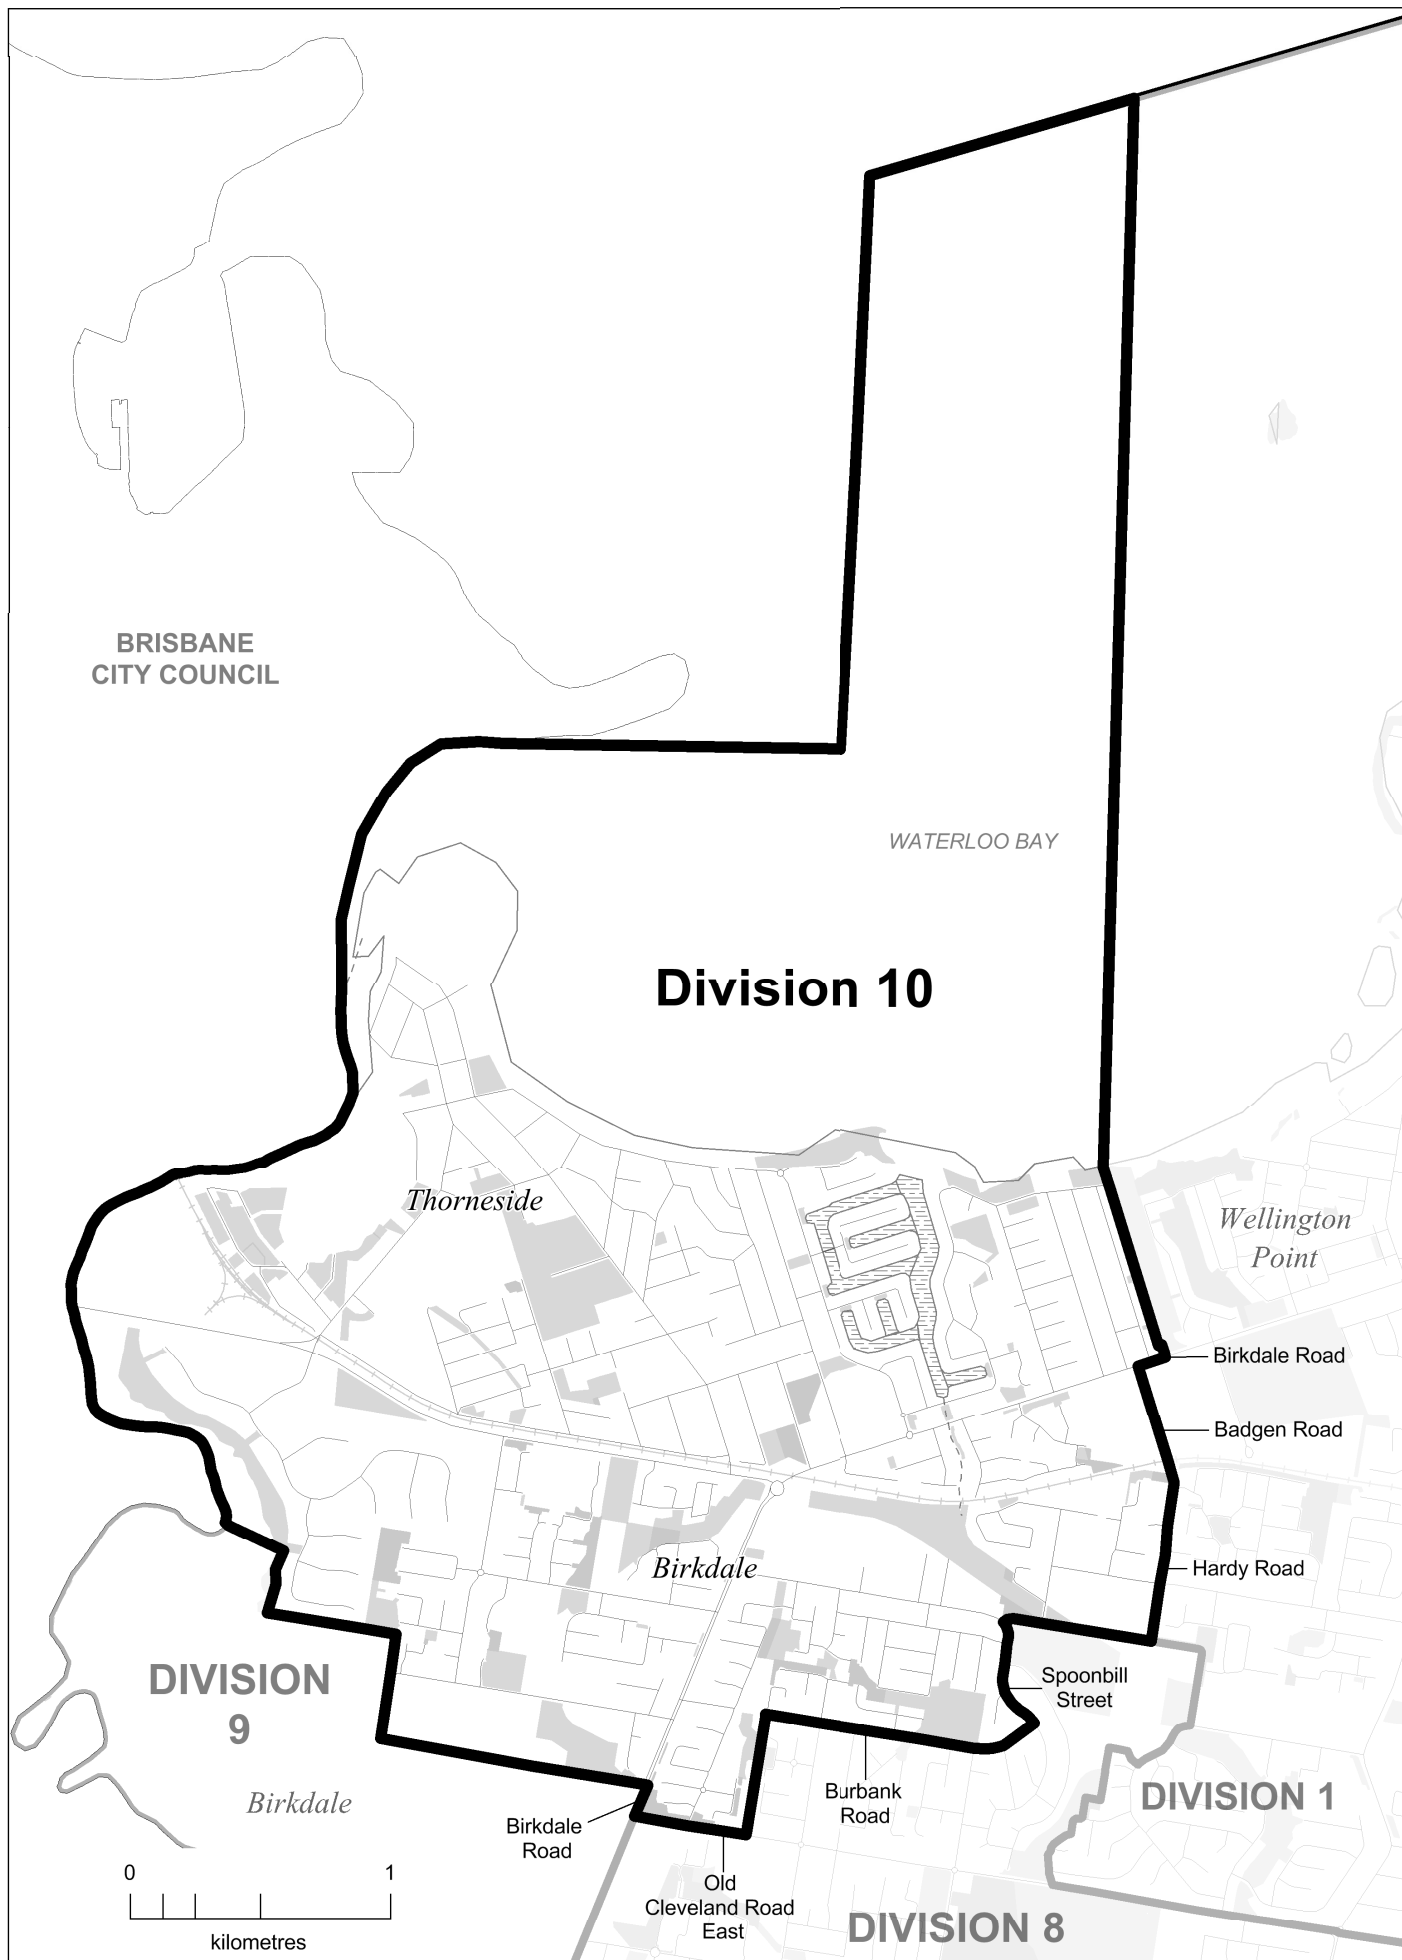 BRISBANE
CITY COUNCIL
WATERLOO BAY
Division 10
Thorneside
Wellington
Point
Birkdale Road
Badgen Road
Birkdale
Hardy Road
Spoonbill
Street
DIVISION
9
Birkdale
Burbank
Road
DIVISION 1
Birkdale
Road
0
1
kilometres
Old
Cleveland Road
East
DIVISION 8